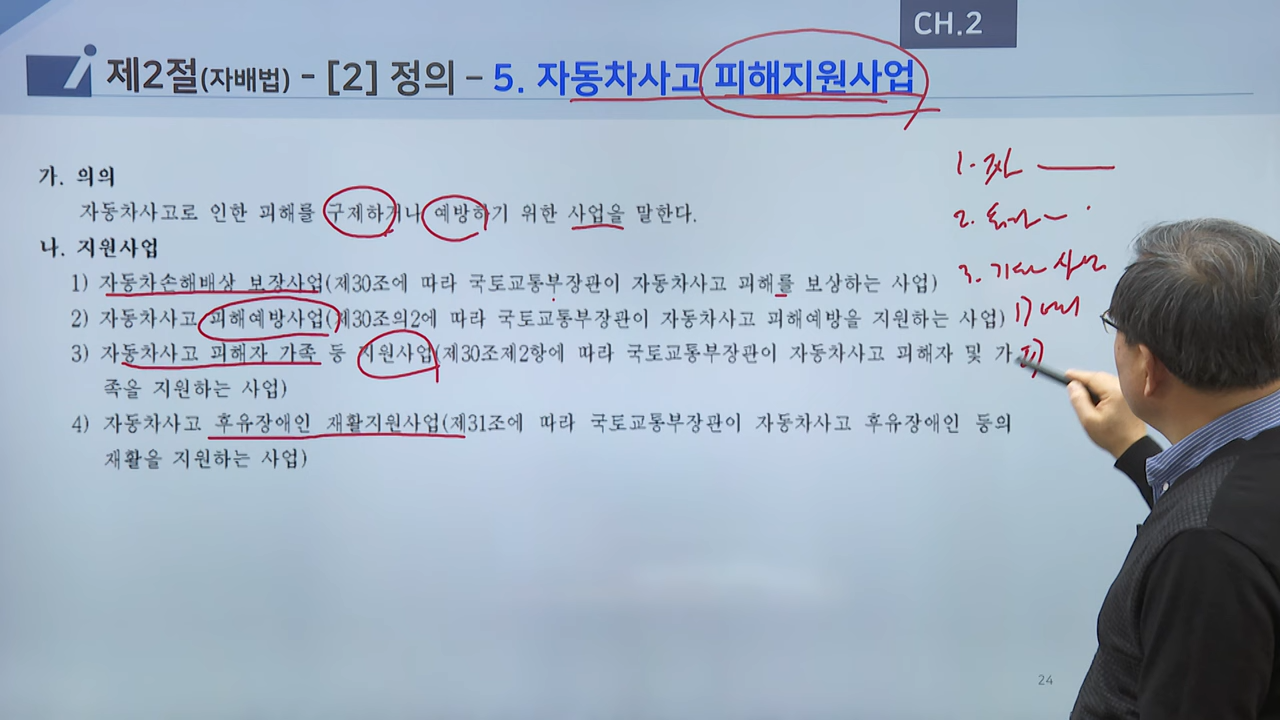 CH.2
제2절(자배법) - [2] 정의 – 5. 자동차사고 피해지원사업
가. 의의
자동차사고로 인한 피해를 구제하거나 예방하기 위한 사업을 말한다.
나. 지원사업
1) 자동차손해배상 보장사업(제30조에 따라 국토교통부장관이 자동차사고 피해를 보상하는 사업)
2) 자동차사고 피해예방사업(제30조의2에 따라 국토교통부장관이 자동차사고 피해예방을 지원하는 사업)
3) 자동차사고 피해자 가족 등 지원사업(제30조제2항에 따라 국토교통부장관이 자동차사고 피해자 및 가
족을 지원하는 사업)
4) 자동차사고 후유장애인 재활지원사업(제31조에 따라 국토교통부장관이 자동차사고 후유장애인 등의
재활을 지원하는 사업)
1.
2.
3.
1)
24